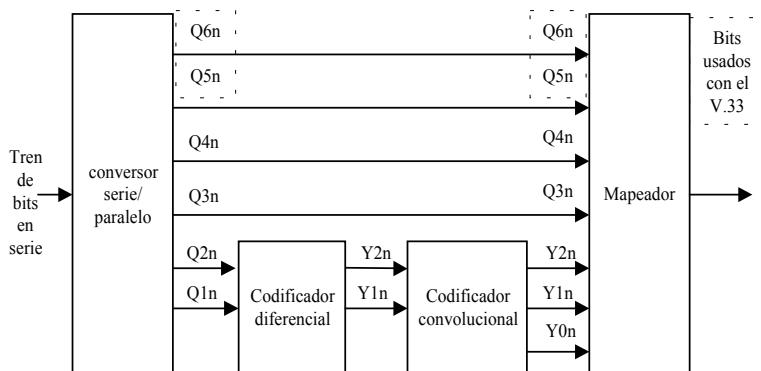 Q6n
Q6n
Bits
usados
con el
V.33
Q5n
Q5n
Q4n
Q4n
Tren
de
bits
en
serie
conversor
serie/
paralelo
Q3n
Q3n
Mapeador
Q2n
Y2n
Y2n
Q1n
Codificador
diferencial
Y1n
Codificador
convolucional
Y1n
Y0n